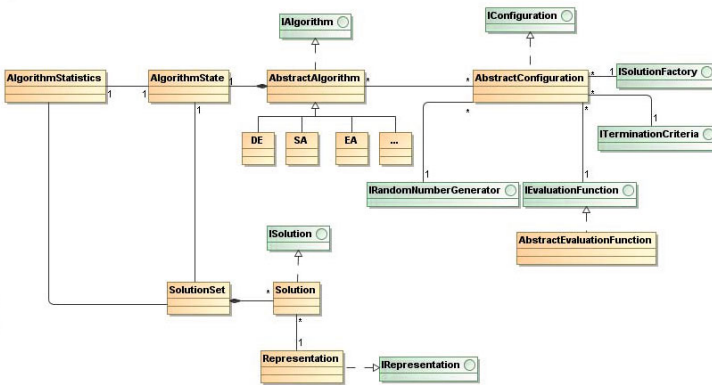 IAlgorithm
IConfiguration
AlgorithmStatistics
AlgorithmState
AbstractAlgorithm
AbstractConfiguration
ISolutionFactory
1
1
1
*
*
*
1
*
1
*
*
DE
SA
EA
...
ITerminationCriteria
1
1
1
IRandomNumberGenerator
IEvaluationFunction
ISolution
AbstractEvaluationFunction
SolutionSet
*
Solution
*
1
Representation
IRepresentation